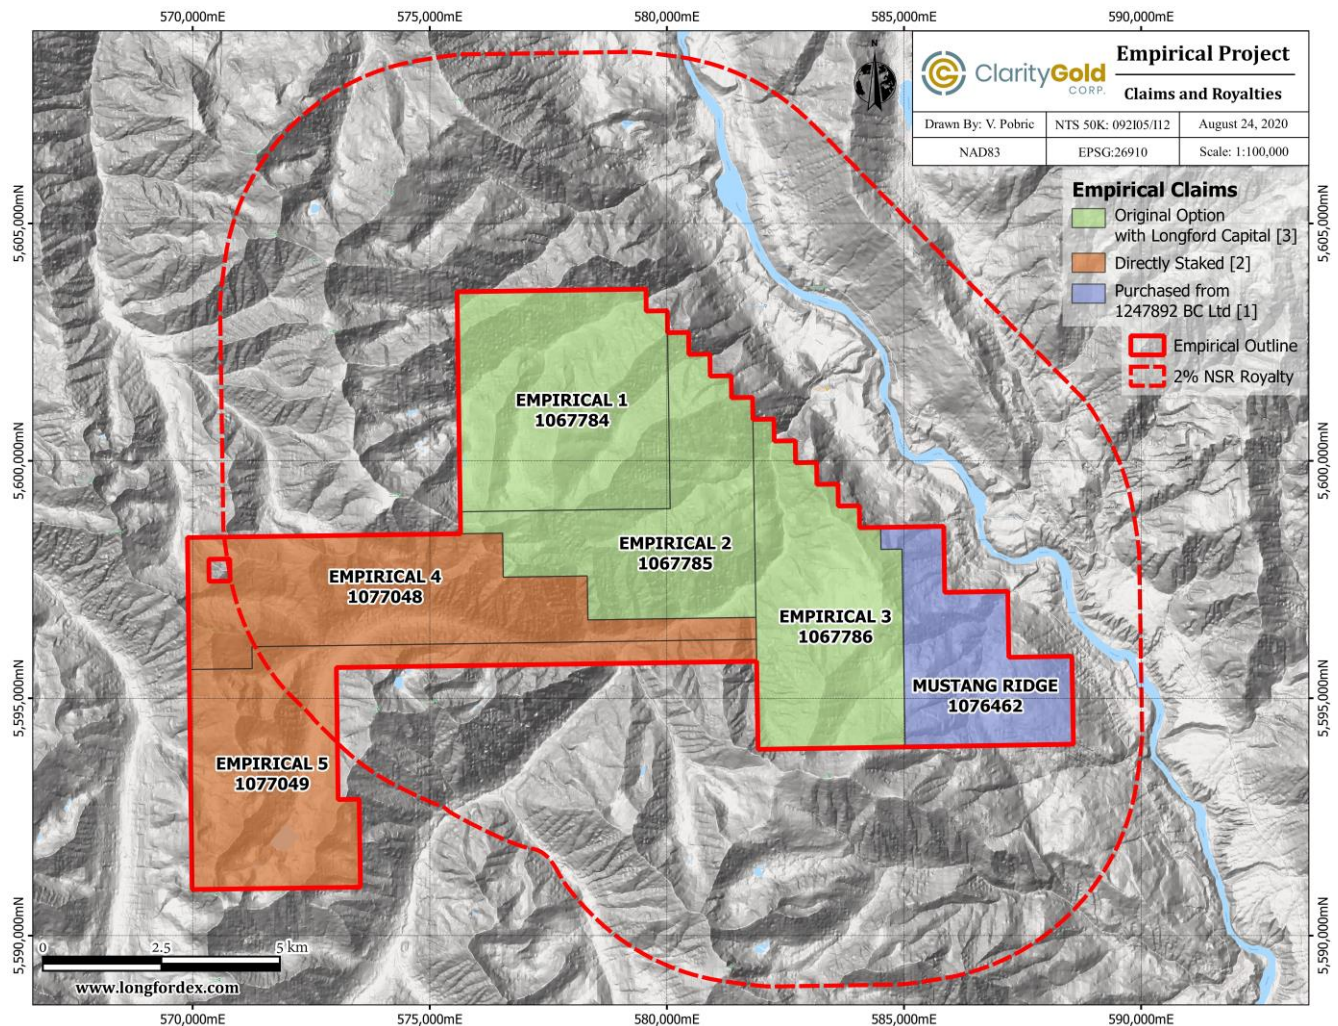 570,000mE
575,000mE
580,000mE
585,000mE
590,000mE
N
ClarityGold
CORP.
Empirical Project
Claims and Royalties
Drawn By: V. Pobric
NTS 50K: 092I05/I12
August 24, 2020
NAD83
EPSG:26910
Scale: 1:100,000
Empirical Claims
Original Option
with Longford Capital [3]
Directly Staked [2]
Purchased from
1247892 BC Ltd [1]
Empirical Outline
2% NSR Royalty
5,605,000mN
5,605,000mN
EMPIRICAL 1
1067784
5,600,000mN
5,600,000mN
EMPIRICAL 2
1067785
EMPIRICAL 4
1077048
EMPIRICAL 3
1067786
MUSTANG RIDGE
1076462
5,595,000mN
5,595,000mN
EMPIRICAL 5
1077049
5,590,000mN
5,590,000mN
0
2.5
5 km
www.longfordex.com
570,000mE
575,000mE
580,000mE
585,000mE
590,000mE